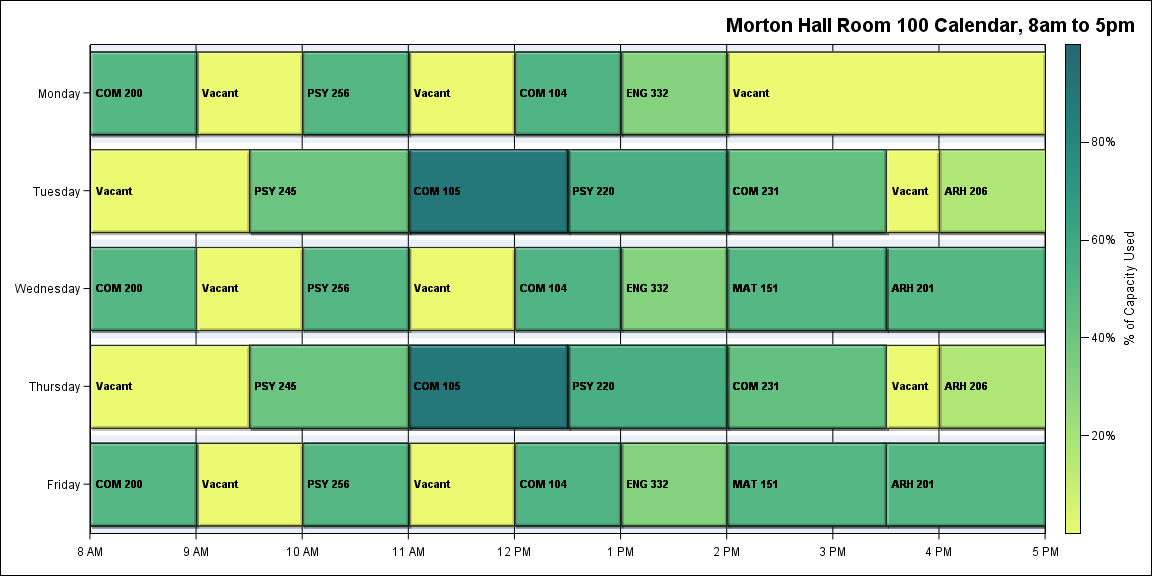 Morton Hall Room 100 Calendar, 8am to 5pm
Monday COM 200 Vacant PSY 256 Vacant COM 104 ENG 332 Vacant
Tuesday Vacant PSY 245 COM 105 PSY 220 COM 231 Vacant ARH 206
Wednesday COM 200 Vacant PSY 256 Vacant COM 104 ENG 332 MAT 151 ARH 201
Thursday Vacant PSY 245 COM 105 PSY 220 COM 231 Vacant ARH 206
Friday COM 200 Vacant PSY 256 Vacant COM 104 ENG 332 MAT 151 ARH 201
8 AM 9 AM 10 AM 11 AM 12 PM 1 PM 2 PM 3 PM 4 PM 5 PM
80%
60%
40%
20%
% of Capacity Used